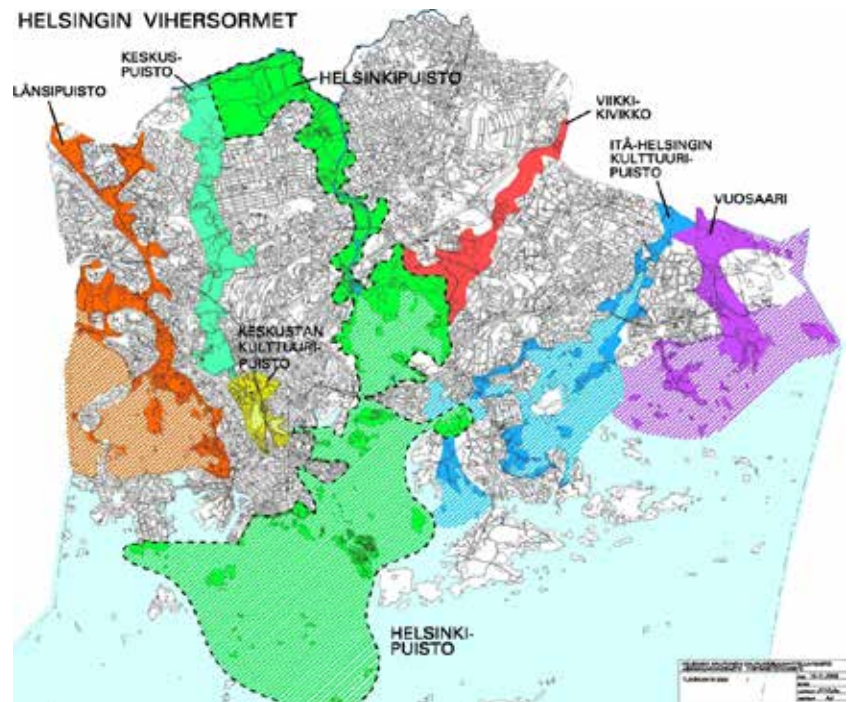 HELSINGIN VIHERSORMET
KESKUS-
PUISTO
HELSINKIPUISTO
LÄNSIPUISTO
VIIKKI-
KIVIKKO
ITÄ-HELSINGIN
KULTTUURI-
PUISTO
VUOSAARI
KESKUSTAN
KULTTUURI-
PUISTO
HELSINKI-
PUISTO